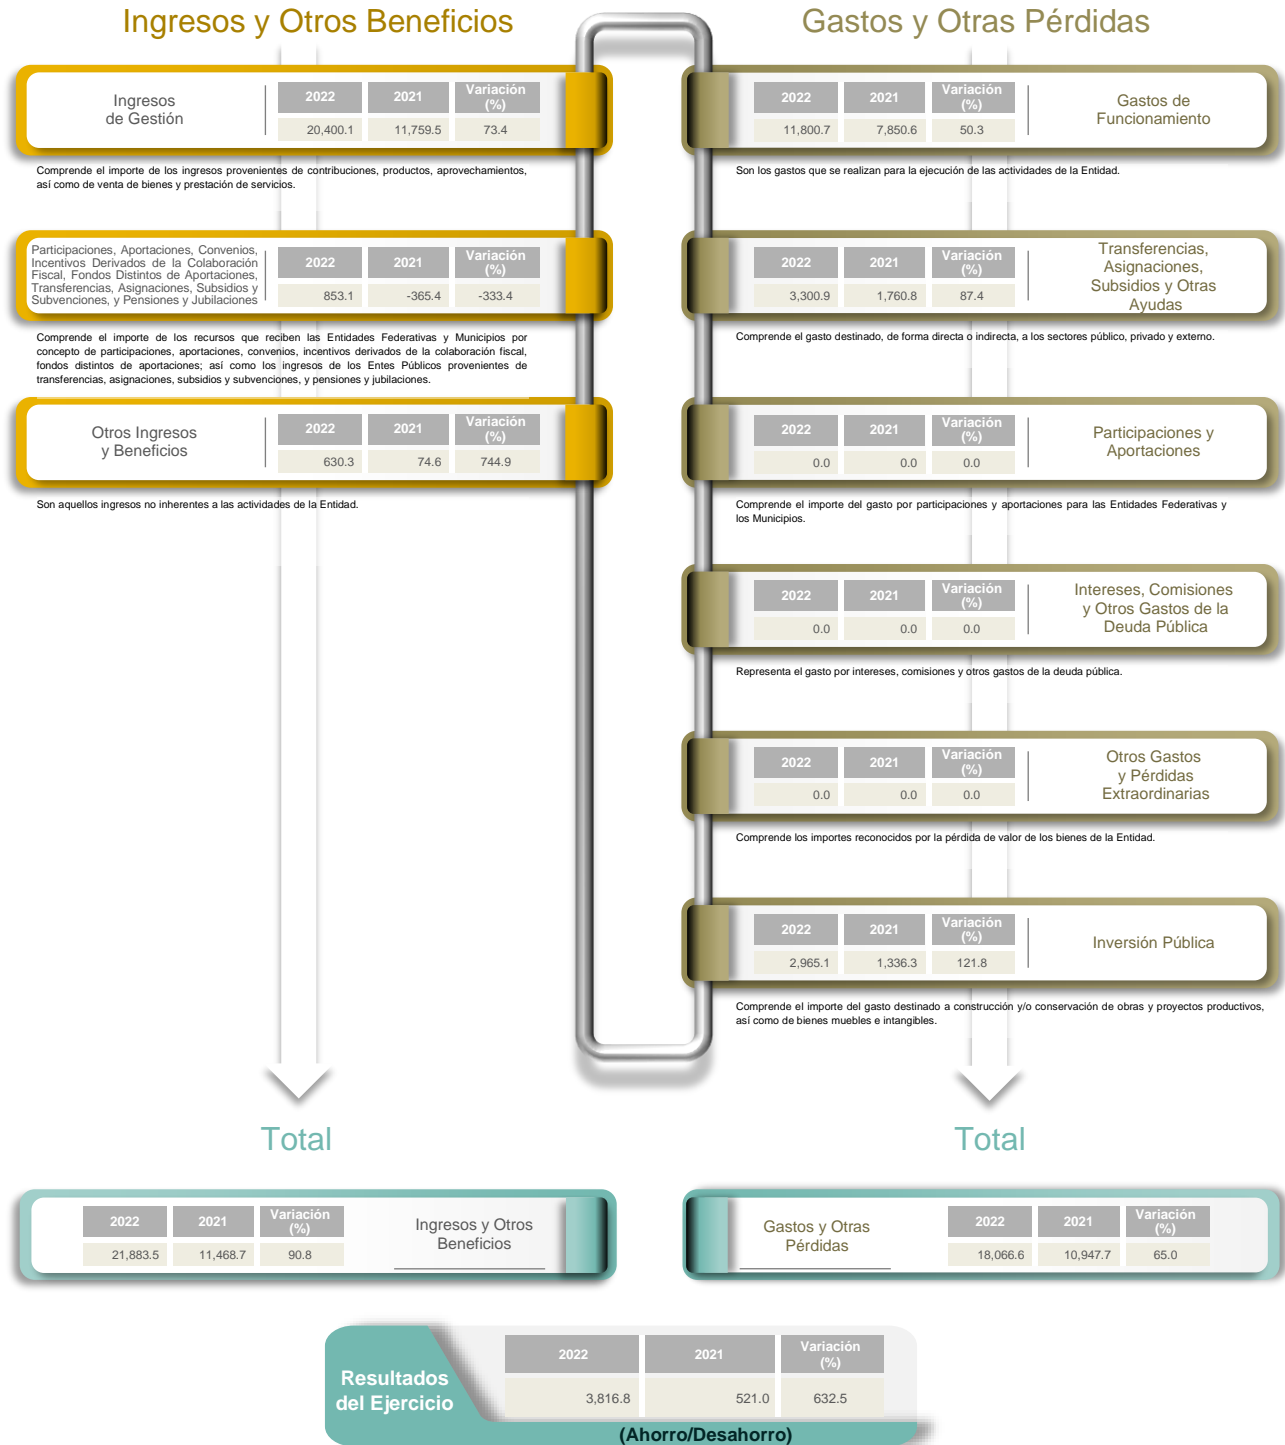 Ingresos y Otros Beneficios
Ingresos
de Gestión
2022 2021 Variación
(%)
20,400.1 11,759.5 73.4
Comprende el importe de los ingresos provenientes de contribuciones, productos, aprovechamientos,
así como de venta de bienes y prestación de servicios.
Participaciones, Aportaciones, Convenios,
Incentivos Derivados de la Colaboración
Fiscal, Fondos Distintos de Aportaciones,
Transferencias, Asignaciones, Subsidios y
Subvenciones, y Pensiones y Jubilaciones
2022 2021 Variación
(%)
853.1 -365.4 -333.4
Comprende el importe de los recursos que reciben las Entidades Federativas y Municipios por
concepto de participaciones, aportaciones, convenios, incentivos derivados de la colaboración fiscal,
fondos distintos de aportaciones; así como los ingresos de los Entes Públicos provenientes de
transferencias, asignaciones, subsidios y subvenciones, y pensiones y jubilaciones.
Otros Ingresos
y Beneficios
2022 2021 Variación
(%)
630.3 74.6 744.9
Son aquellos ingresos no inherentes a las actividades de la Entidad.
Gastos y Otras Pérdidas
2022 2021 Variación
(%)
11,800.7 7,850.6 50.3
Gastos de
Funcionamiento
Son los gastos que se realizan para la ejecución de las actividades de la Entidad.
2022 2021 Variación
(%)
3,300.9 1,760.8 87.4
Transferencias,
Asignaciones,
Subsidios y Otras
Ayudas
Comprende el gasto destinado, de forma directa o indirecta, a los sectores público, privado y externo.
2022 2021 Variación
(%)
0.0 0.0 0.0
Participaciones y
Aportaciones
Comprende el importe del gasto por participaciones y aportaciones para las Entidades Federativas y
los Municipios.
2022 2021 Variación
(%)
0.0 0.0 0.0
Intereses, Comisiones
y Otros Gastos de la
Deuda Pública
Representa el gasto por intereses, comisiones y otros gastos de la deuda pública.
2022 2021 Variación
(%)
0.0 0.0 0.0
Otros Gastos
y Pérdidas
Extraordinarias
Comprende los importes reconocidos por la pérdida de valor de los bienes de la Entidad.
2022 2021 Variación
(%)
2,965.1 1,336.3 121.8
Inversión Pública
Comprende el importe del gasto destinado a construcción y/o conservación de obras y proyectos productivos,
así como de bienes muebles e intangibles.
Total
2022 2021 Variación
(%)
21,883.5 11,468.7 90.8
Ingresos y Otros
Beneficios
Total
Gastos y Otras
Pérdidas
2022 2021 Variación
(%)
18,066.6 10,947.7 65.0
Resultados
del Ejercicio
2022 2021 Variación
(%)
3,816.8 521.0 632.5
(Ahorro/Desahorro)